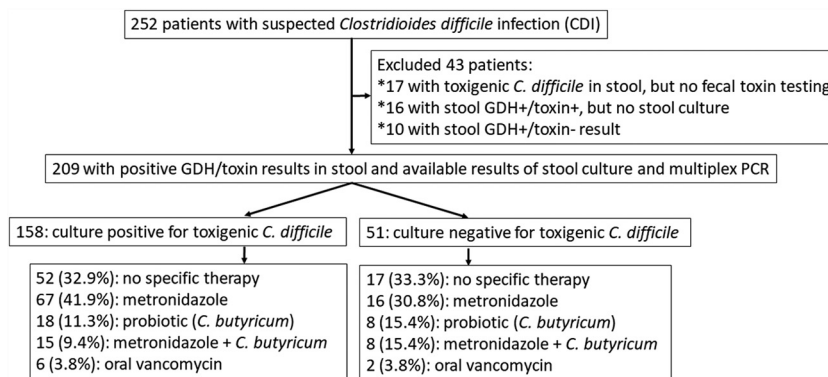 252 patients with suspected Clostridioides difficile infection (CDI)
Excluded 43 patients:
*17 with toxigenic C. difficile in stool, but no fecal toxin testing
*16 with stool GDH+/toxin+, but no stool culture
*10 with stool GDH+/toxin- result
209 with positive GDH/toxin results in stool and available results of stool culture and multiplex PCR
158: culture positive for toxigenic C. difficile
51: culture negative for toxigenic C. difficile
52 (32.9%): no specific therapy
67 (41.9%): metronidazole
18 (11.3%): probiotic (C. butyricum)
15 (9.4%): metronidazole + C. butyricum
6 (3.8%): oral vancomycin
17 (33.3%): no specific therapy
16 (30.8%): metronidazole
8 (15.4%): probiotic (C. butyricum)
8 (15.4%): metronidazole + C. butyricum
2 (3.8%): oral vancomycin